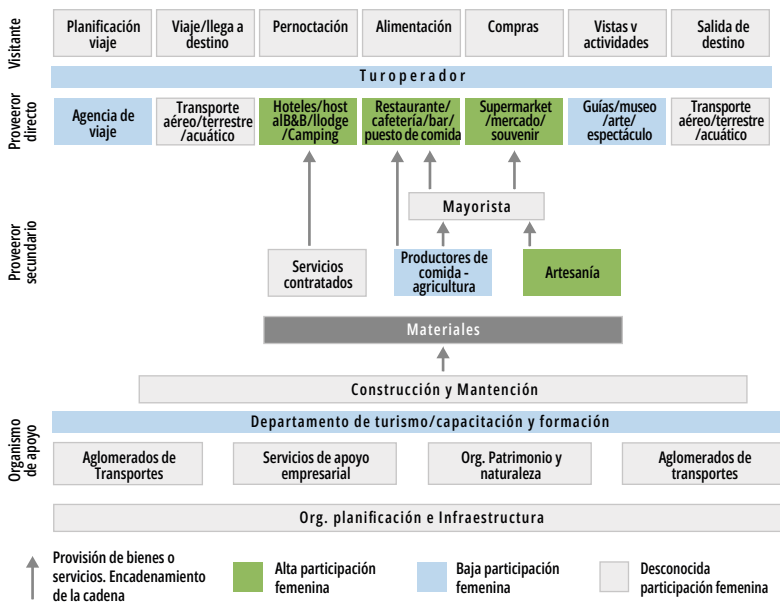 Visitante
Planificación
viaje
Viaje/llega a
destino
Pernoctación
Alimentación
Compras
Vistas v
actividades
Salida de
destino
Turoperador
Proveeror
directo
Agencia de
viaje
Transporte
aéreo/terrestre
/acuático
Hoteles/host
alB&B/llodge
/Camping
Restaurante/
cafetería/bar/
puesto de comida
Supermarket
/mercado/
souvenir
Guías/museo
/arte/
espectáculo
Transporte
aéreo/terrestre
/acuático
Mayorista
Proveeror
secundário
Servicios
contratados
Productores de
comida -
agricultura
Artesanía
Materiales
Construcción y Mantención
Organismo
de apoyo
Departamento de turismo/capacitación y formación
Aglomerados de
Transportes
Servicios de apoyo
empresarial
Org. Patrimonio y
naturaleza
Aglomerados de
transportes
Org. planificación e Infraestructura
Provisión de bienes o
servicios. Encadenamiento
de la cadena
Alta participación
femenina
Baja participación
femenina
Desconocida
participación femenina